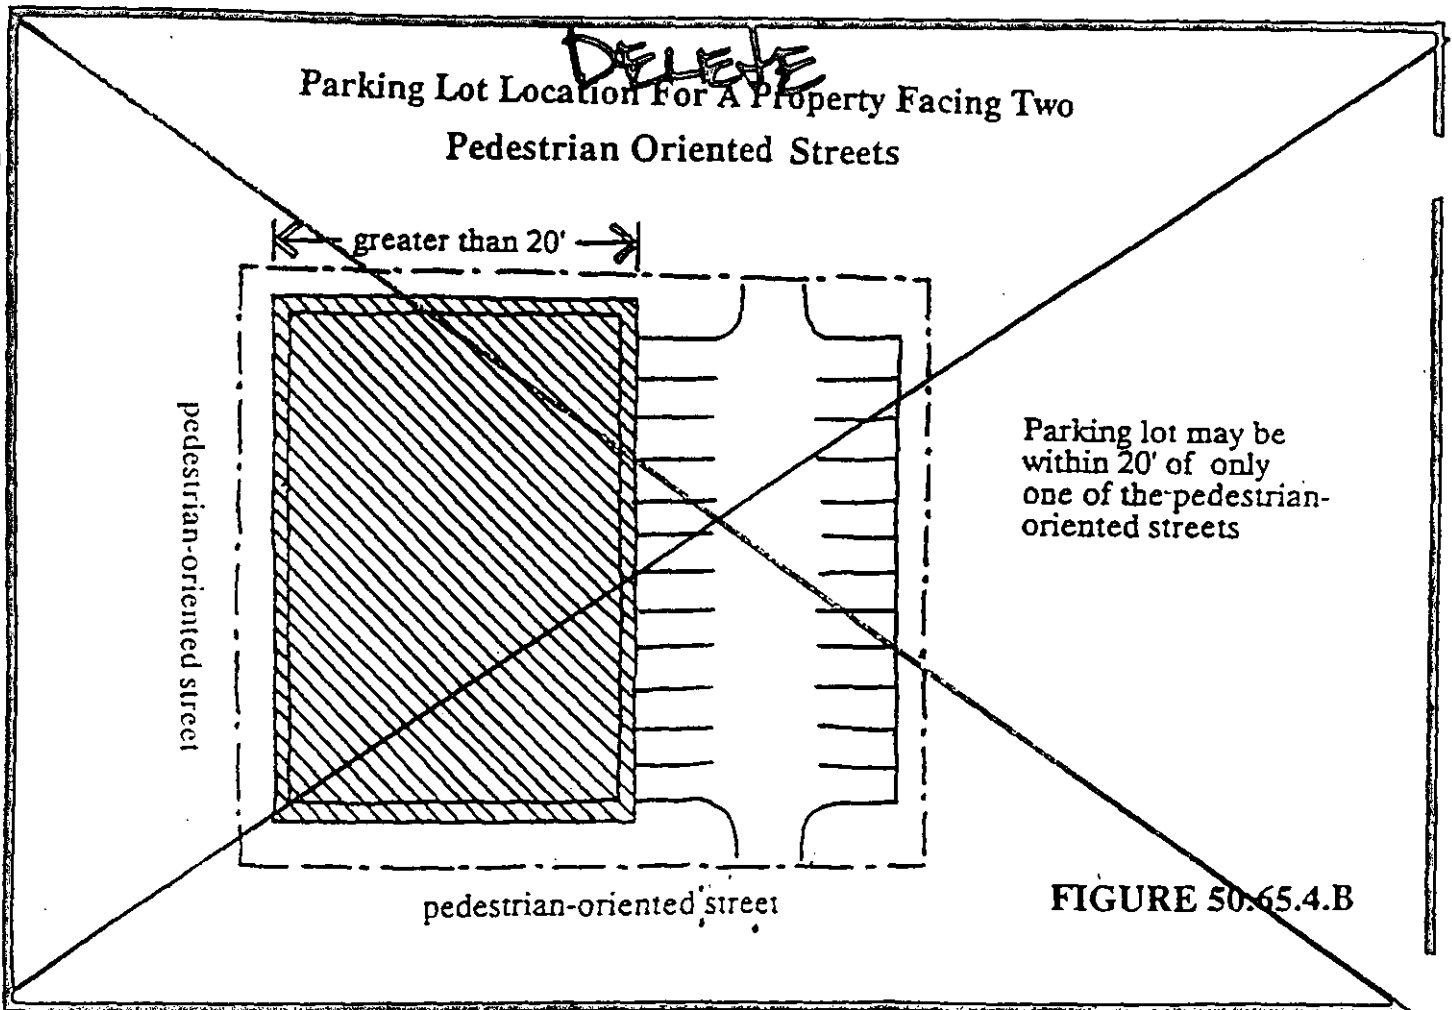 DELETE
Parking Lot Location For A Property Facing Two
Pedestrian Oriented Streets
greater than 20'
pedestrian-oriented street
Parking lot may be
within 20' of only
one of the pedestrian-
oriented streets
pedestrian-oriented street
FIGURE 50.65.4.B